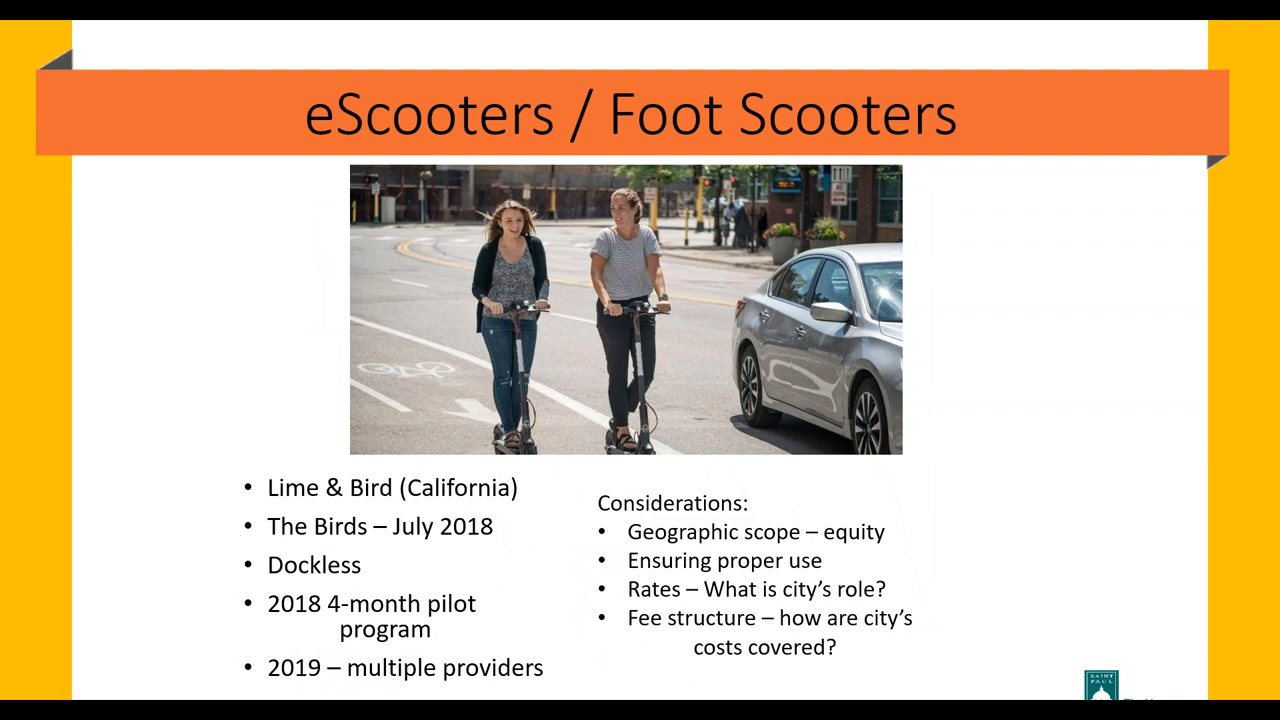 eScooters / Foot Scooters
• Lime & Bird (California)
• The Birds – July 2018
• Dockless
• 2018 4-month pilot
program
• 2019 – multiple providers
Considerations:
• Geographic scope – equity
• Ensuring proper use
• Rates – What is city’s role?
• Fee structure – how are city’s
costs covered?
SAINT
PAUL